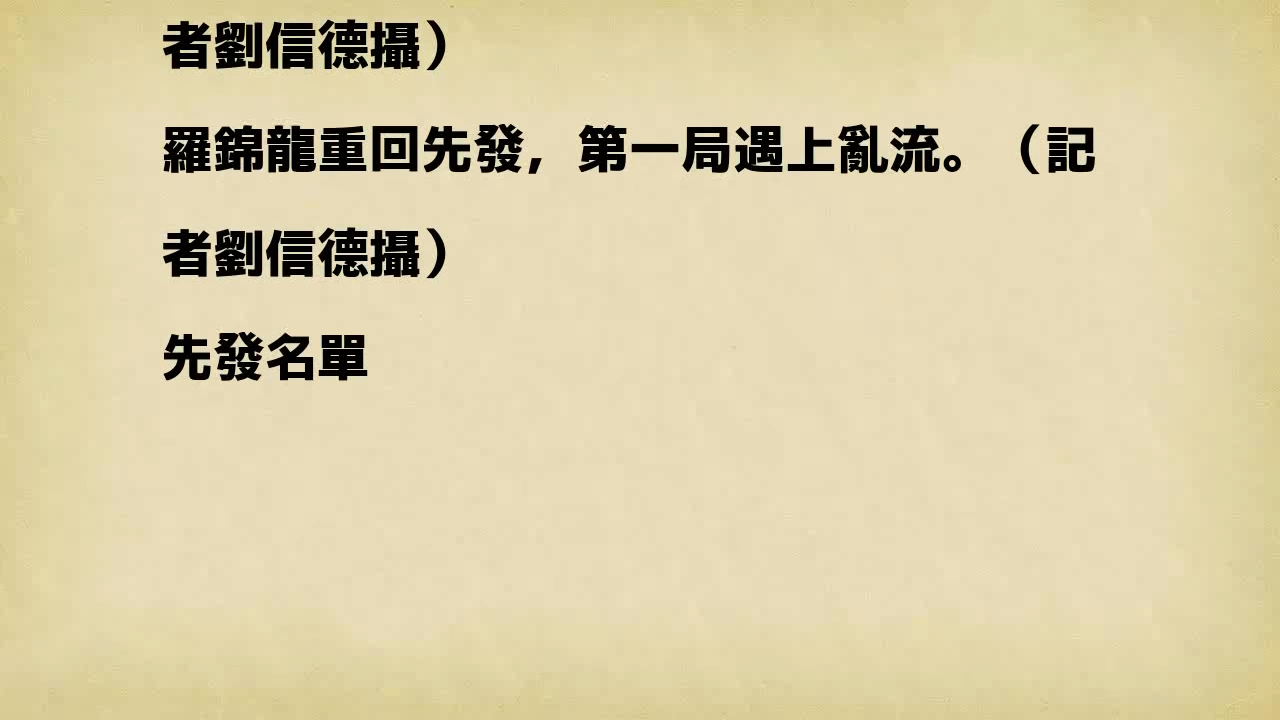 者劉信德攝）
羅錦龍重回先發，第一局遇上亂流。（記
者劉信德攝）
先發名單